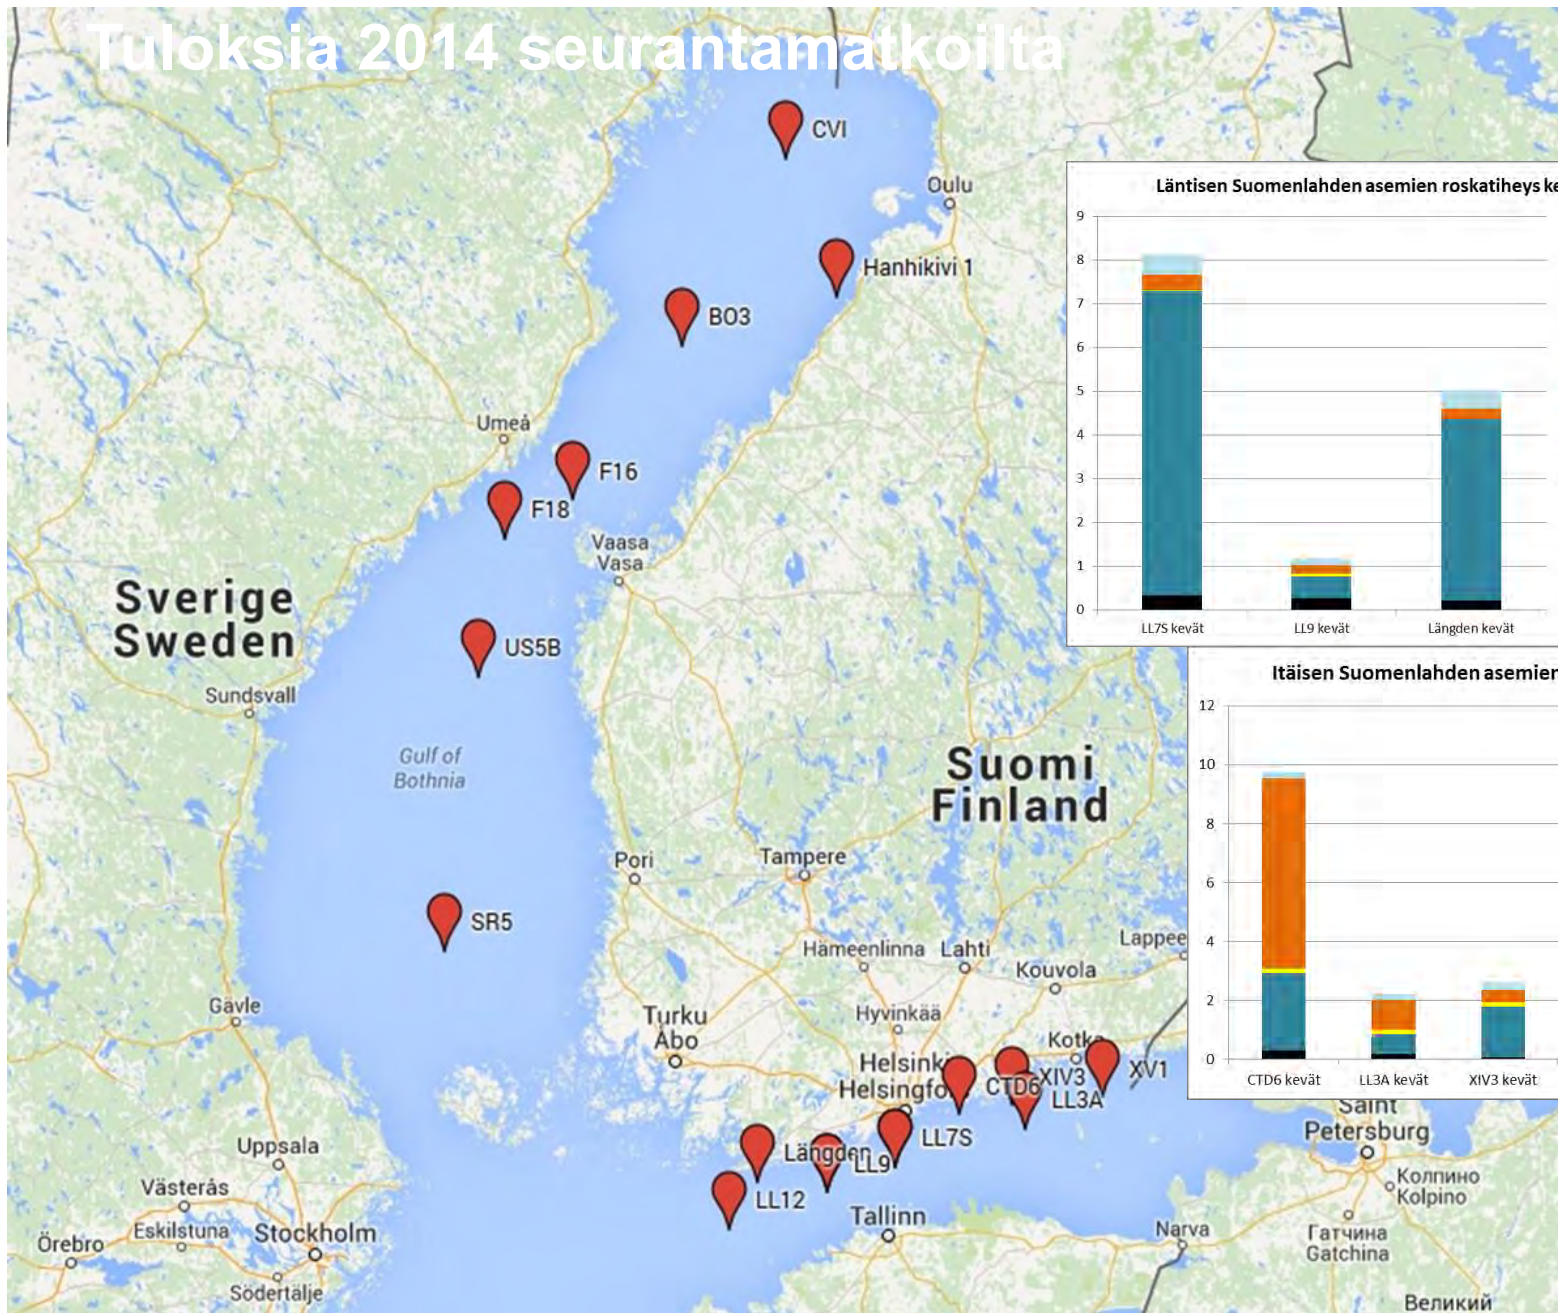 Tuloksia 2014 seurantamatkoilta
CVI
Oulu
Hanhikivi 1
BO3
Umeå
F16
F18
Vaasa
Vasa
Sverige
Sweden
US5B
Sundsvall
Gulf of
Bothnia
Suomi
Finland
Pori
Tampere
SR5
Hämeenlinna
Lahti
Lappee
Kouvola
Gävle
Turku
Åbo
Hyvinkää
Kotka
Helsinki
Helsingfo
CTD6
XIV3
LL3A
XV1
LL7S
Längden
LL9
LL12
Uppsala
Västerås
Eskilstuna
Stockholm
Örebro
Södertälje
Tallinn
Narva
Saint
Petersburg
Колпино
Kolpino
Гатчина
Gatchina
Великий
Läntisen Suomenlahden asemien roskatiheys ke
9
8
7
6
5
4
3
2
1
0
LL7S kevät
LL9 kevät
Längden kevät
Itäisen Suomenlahden asemien
12
10
8
6
4
2
0
CTD6 kevät
LL3A kevät
XIV3 kevät